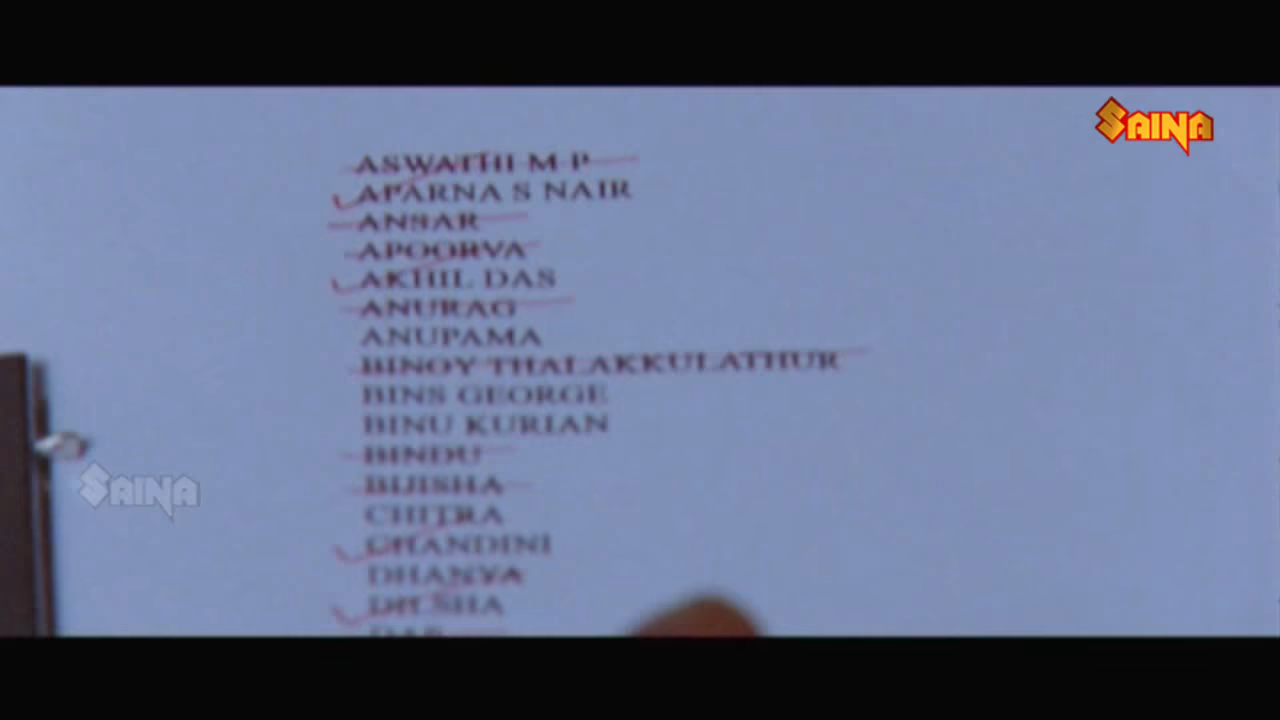 SAINA
ASWATHI M P
APARNA S NAIR
ANSAR
APOORVA
AKHIL DAS
ANURAG
ANUPAMA
BINOY THALAKKULATHUR
BINS GEORGE
BINU KURIAN
BINDU
BIJISHA
CHITRA
CHANDINI
DHANYA
SAINA